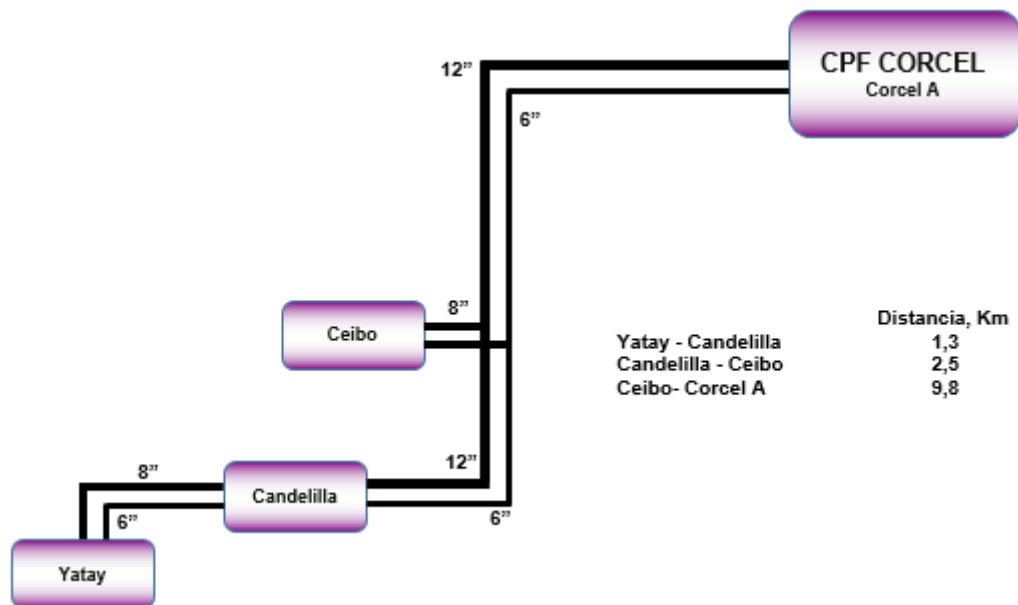 CPF CORCEL
Corcel A
12”
6”
8”
Ceibo
Distancia, Km
Yatay - Candelilla 1,3
Candelilla - Ceibo 2,5
Ceibo- Corcel A 9,8
12”
8”
Candelilla
6”
6”
Yatay